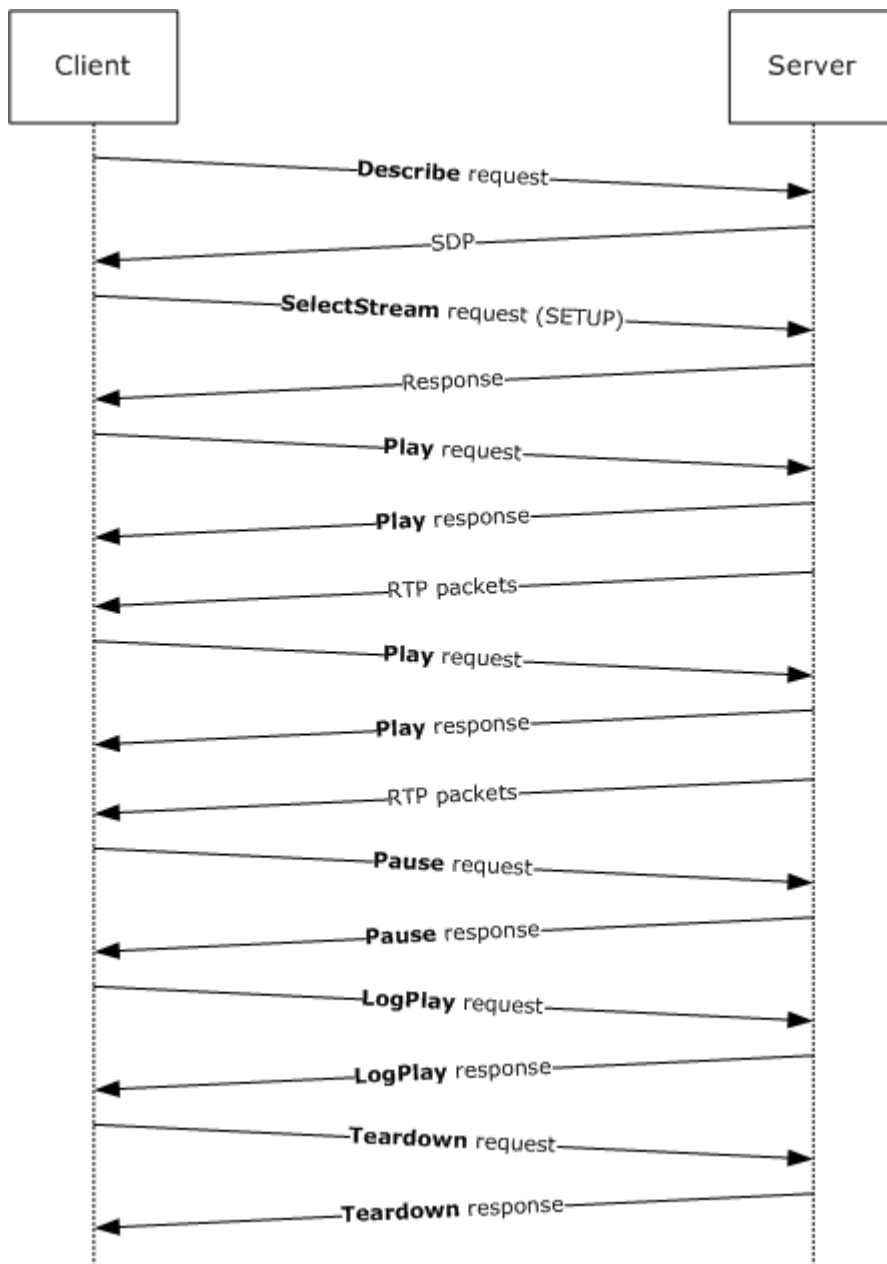 Client
Server
Describe request
SDP
SelectStream request (SETUP)
Response
Play request
Play response
RTP packets
Play request
Play response
RTP packets
Pause request
Pause response
LogPlay request
LogPlay response
Teardown request
Teardown response